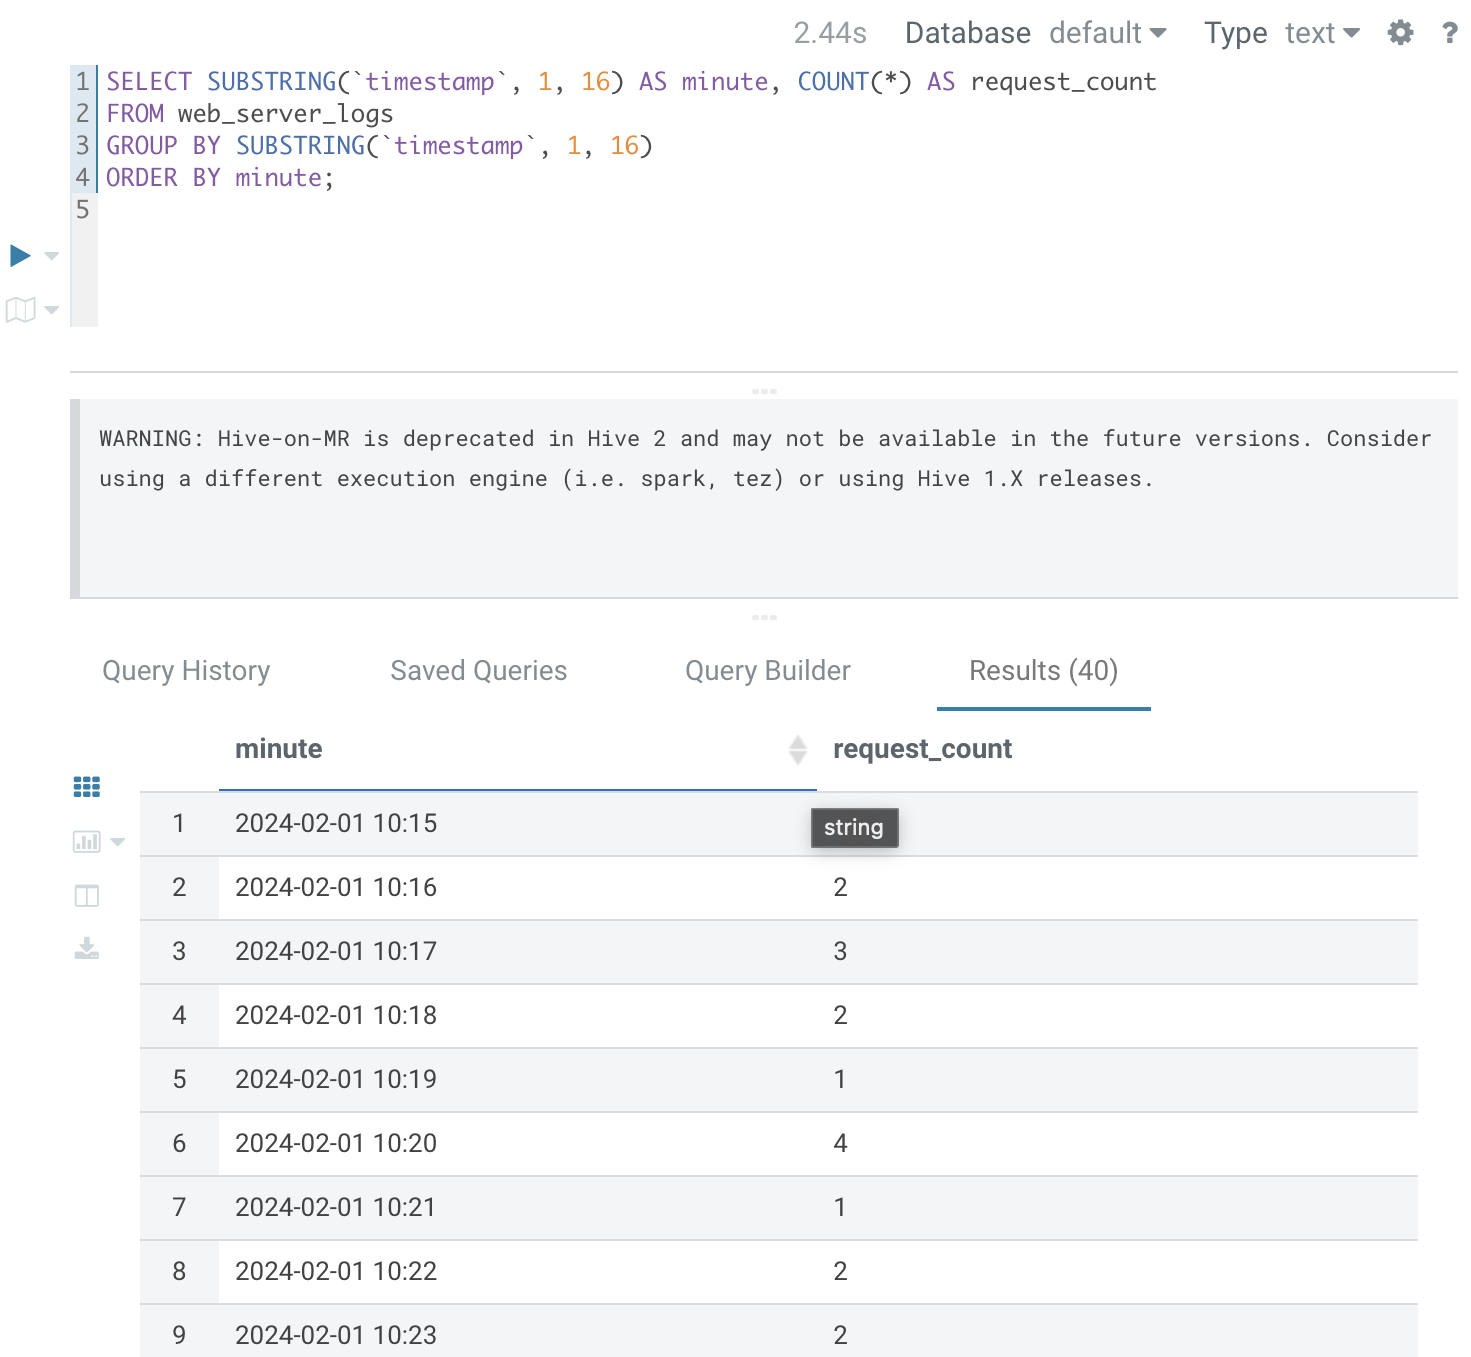 2.44s Database default Type text ?
1 SELECT SUBSTRING(`timestamp`, 1, 16) AS minute, COUNT(*) AS request_count
2 FROM web_server_logs
3 GROUP BY SUBSTRING(`timestamp`, 1, 16)
4 ORDER BY minute;
5
WARNING: Hive-on-MR is deprecated in Hive 2 and may not be available in the future versions. Consider
using a different execution engine (i.e. spark, tez) or using Hive 1.X releases.
Query History Saved Queries Query Builder Results (40)
minute request_count
1 2024-02-01 10:15 string
2 2024-02-01 10:16 2
3 2024-02-01 10:17 3
4 2024-02-01 10:18 2
5 2024-02-01 10:19 1
6 2024-02-01 10:20 4
7 2024-02-01 10:21 1
8 2024-02-01 10:22 2
9 2024-02-01 10:23 2